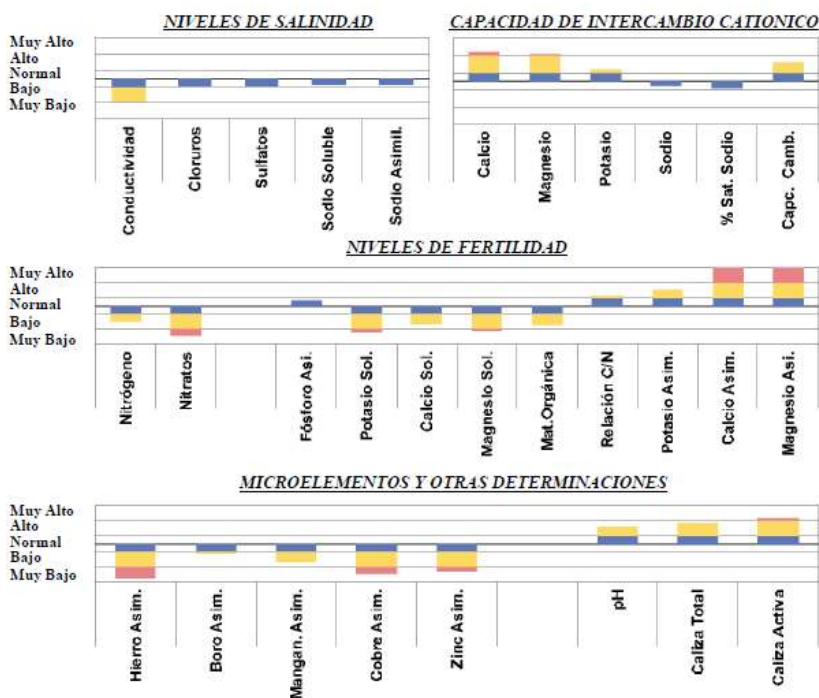 NIVELES DE SALINIDAD
CAPACIDAD DE INTERCAMBIO CATIONICO
Muy Alto
Alto
Normal
Bajo
Muy Bajo
Conductividad
Cloruros
Sulfatos
Sodio Soluble
Sodio Asimil.
Calcio
Magnesio
Potasio
Sodio
% Sat. Sodio
Capc. Camb.
NIVELES DE FERTILIDAD
Muy Alto
Alto
Normal
Bajo
Muy Bajo
Nitrógeno
Nitratos
Fósforo Asi.
Potasio Sol.
Calcio Sol.
Magnesio Sol.
Mat.Orgánica
Relación C/N
Potasio Asim.
Calcio Asim.
Magnesio Asi.
MICROELEMENTOS Y OTRAS DETERMINACIONES
Muy Alto
Alto
Normal
Bajo
Muy Bajo
Hierro Asim.
Boro Asim.
Mangan. Asim.
Cobre Asim.
Zinc Asim.
pH
Caliza Total
Caliza Activa